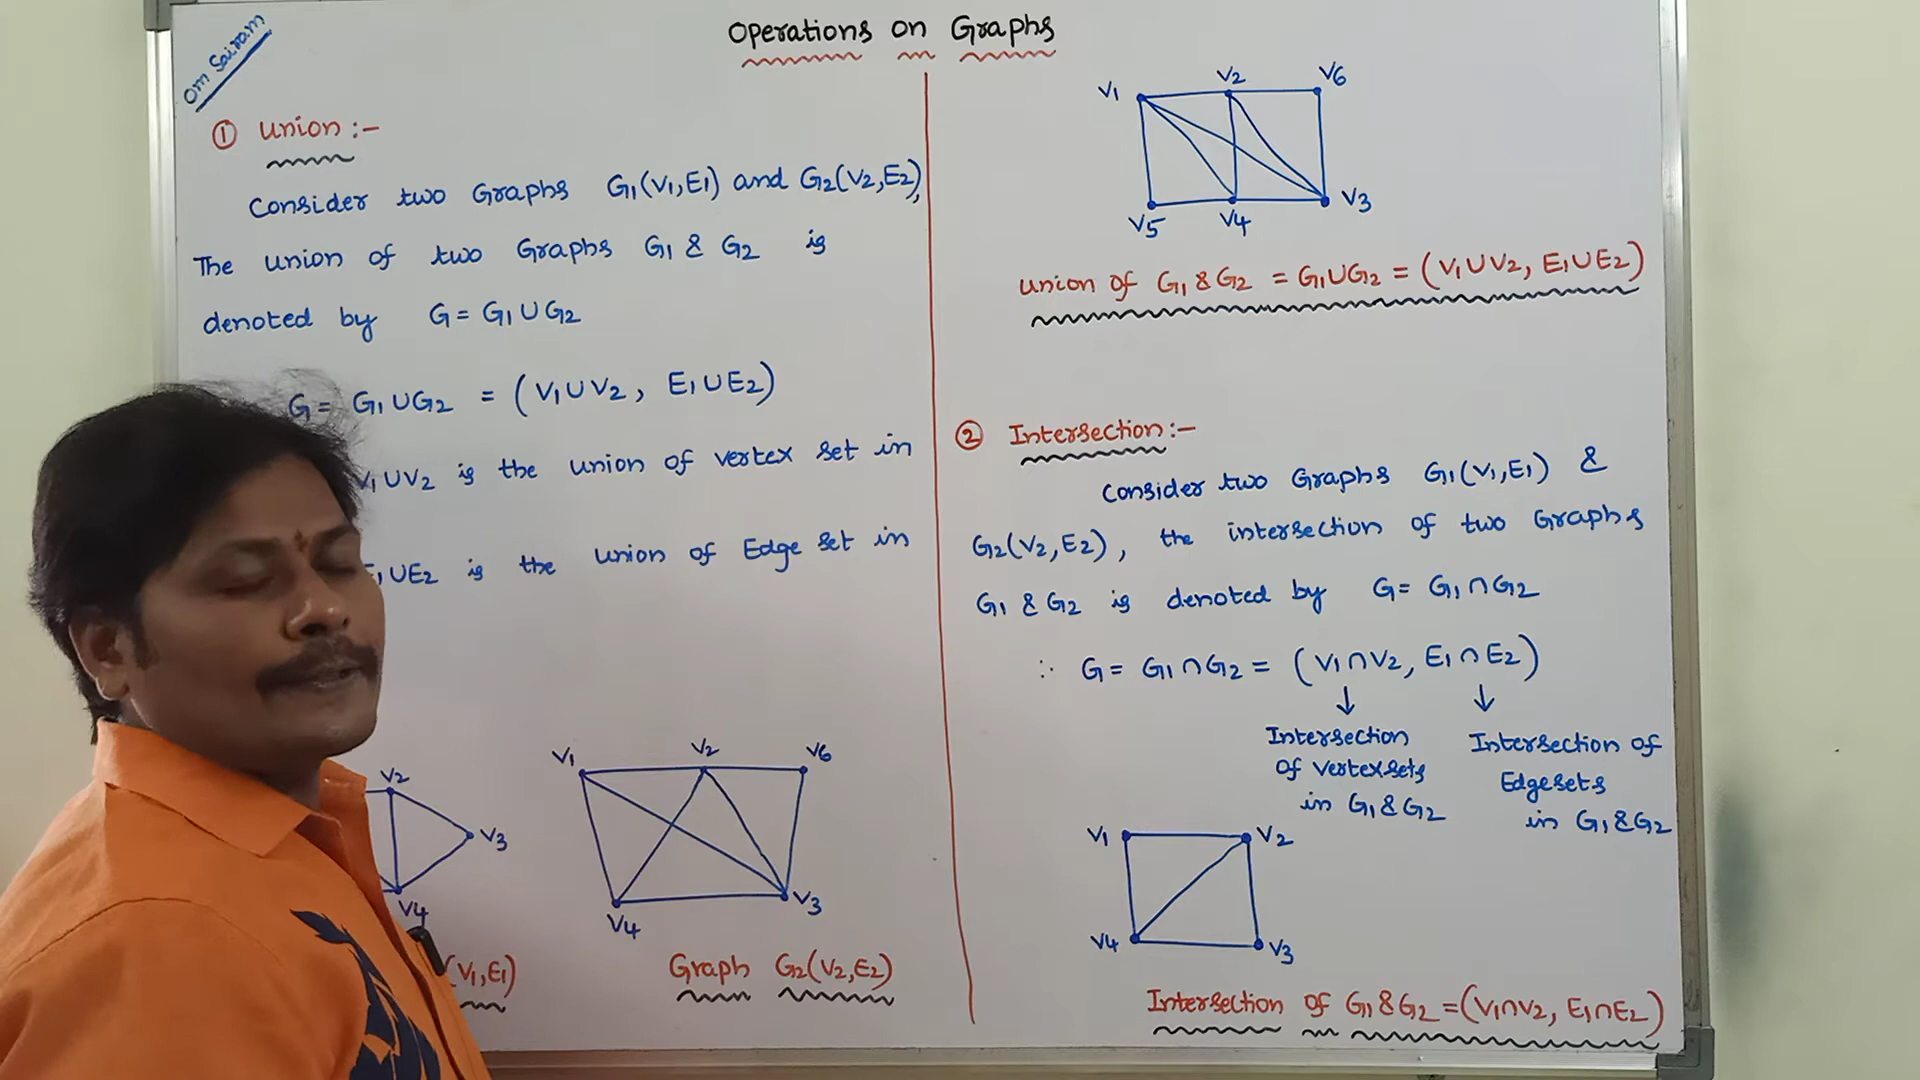 Operations on Graphs
Om Sairam
① Union :-
Consider two Graphs G1(V1,E1) and G2(V2,E2),
The union of two Graphs G1 & G2 is
denoted by G = G1 ∪ G2
G = G1 ∪ G2 = (V1 ∪ V2, E1 ∪ E2)
V1 ∪ V2 is the union of vertex set in
E1 ∪ E2 is the union of Edge set in
V2
V3
V4
(V1,E1)
V1 V2 V6
V4 V3
Graph G2(V2,E2)
V1 V2 V6
V5 V4 V3
Union of G1 & G2 = G1 ∪ G2 = (V1 ∪ V2, E1 ∪ E2)
② Intersection :-
Consider two Graphs G1(V1,E1) &
G2(V2,E2), the intersection of two Graphs
G1 & G2 is denoted by G = G1 ∩ G2
∴ G = G1 ∩ G2 = (V1 ∩ V2, E1 ∩ E2)
↓ ↓
Intersection
of vertex sets
in G1 & G2
Intersection of
Edge sets
in G1 & G2
V1 V2
V4 V3
Intersection of G1 & G2 = (V1 ∩ V2, E1 ∩ E2)